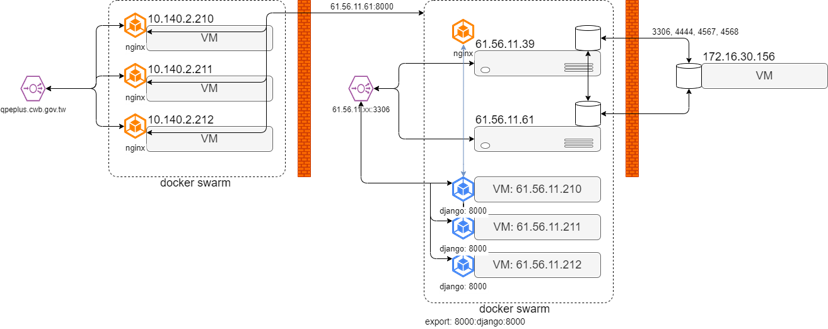 10.140.2.210
VM
nginx
10.140.2.211
VM
nginx
10.140.2.212
VM
nginx
qpeplus.cwb.gov.tw
docker swarm
61.56.11.61:8000
nginx
61.56.11.39
61.56.11.xx:3306
61.56.11.61
VM: 61.56.11.210
django: 8000
VM: 61.56.11.211
django: 8000
VM: 61.56.11.212
django: 8000
docker swarm
export: 8000:django:8000
3306, 4444, 4567, 4568
172.16.30.156
VM